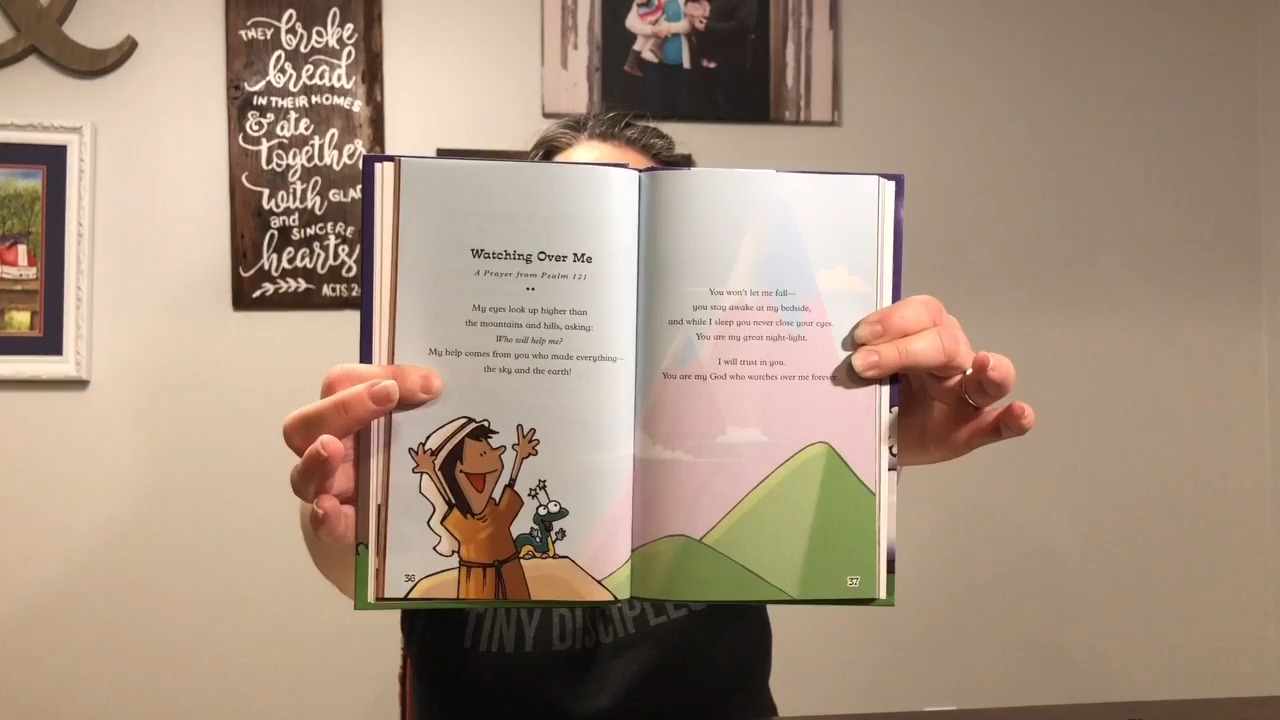 THEY broke
bread
IN THEIR HOMES
& ate
together
with
and
SINCERE
hearts
ACTS
Watching Over Me
A Prayer from Psalm 121
My eyes look up higher than
the mountains and hills, asking:
Who will help me?
My help comes from you who made everything—
the sky and the earth!
36
You won't let me fall—
you stay awake at my bedside,
and while I sleep you never close your eyes.
You are my great night-light.
I will trust in you.
You are my God who watches over me forever.
37
TINY DISCIPLES